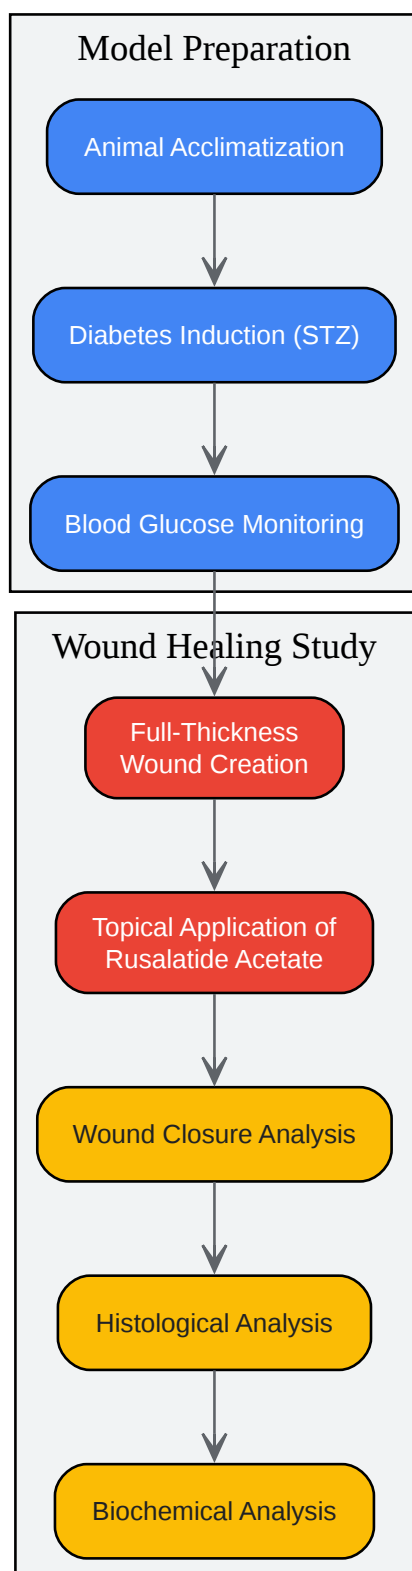 Model Preparation
Animal Acclimatization
Diabetes Induction (STZ)
Blood Glucose Monitoring
Wound Healing Study
Full-Thickness
Wound Creation
Topical Application of
Rusalatide Acetate
Wound Closure Analysis
Histological Analysis
Biochemical Analysis